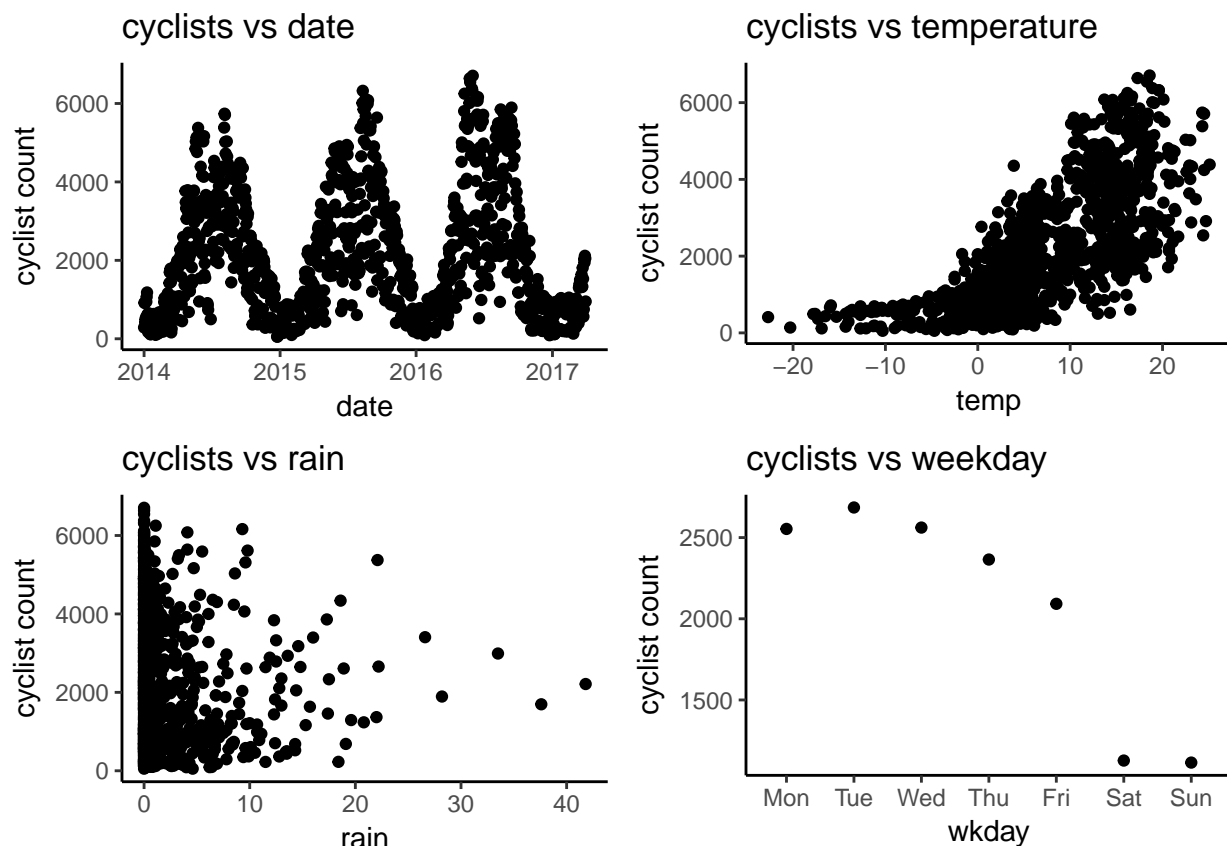 cyclists vs date
cyclist count
6000
4000
2000
0
2014 2015 2016 2017
date
cyclists vs temperature
cyclist count
6000
5000
4000
3000
2000
1000
0
−20 −10 0 10 20
temp
cyclists vs rain
cyclist count
6000
4000
2000
0
0 10 20 30 40
rain
cyclists vs weekday
cyclist count
2500
2000
1500
Mon Tue Wed Thu Fri Sat Sun
wkday